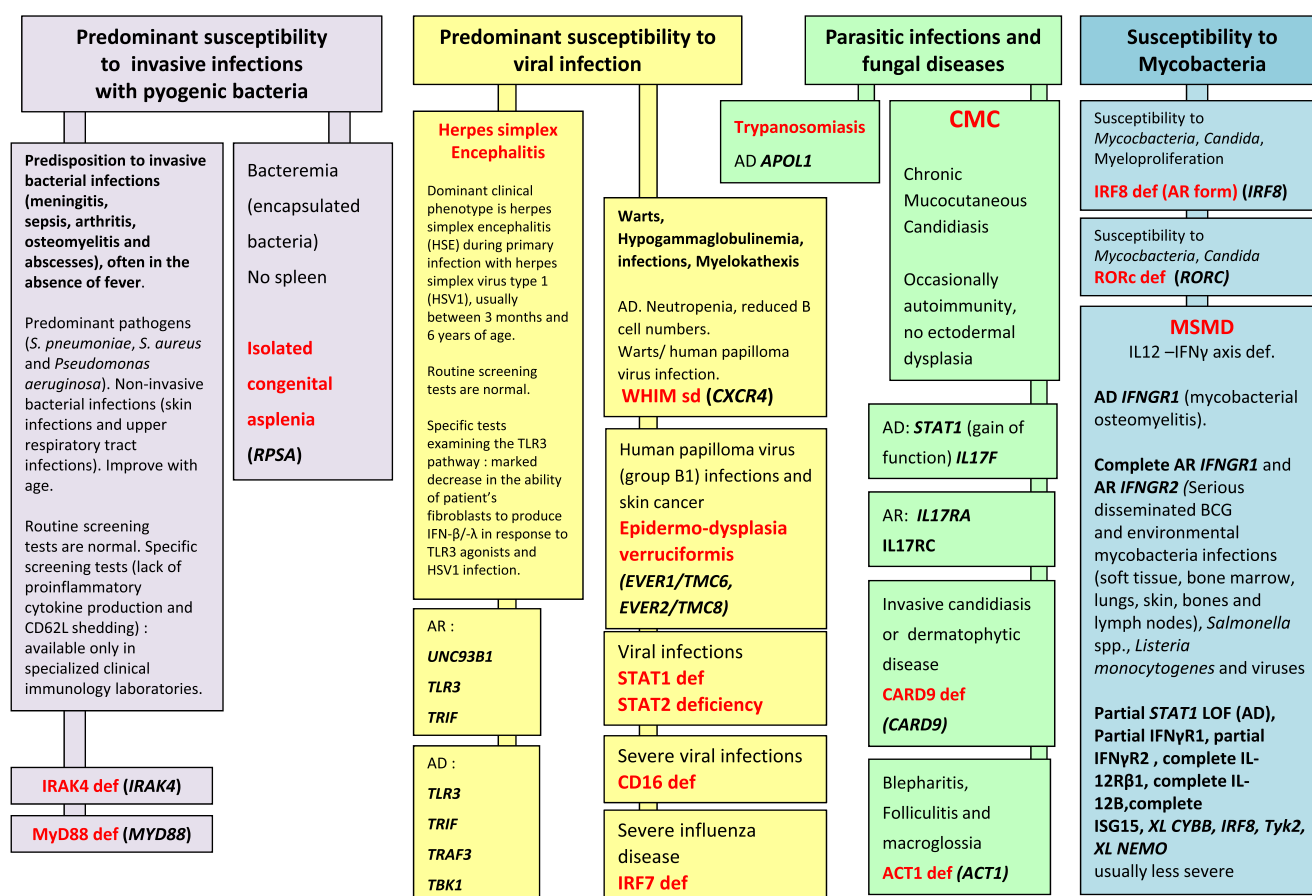 Predominant susceptibility
to  invasive infections
with pyogenic bacteria
Predisposition to invasive
bacterial infections
(meningitis,
sepsis, arthritis,
osteomyelitis and
abscesses), often in the
absence of fever.
Predominant pathogens
(S. pneumoniae, S. aureus
and Pseudomonas
aeruginosa). Non-invasive
bacterial infections (skin
infections and upper
respiratory tract
infections). Improve with
age.
Routine screening
tests are normal. Specific
screening tests (lack of
proinflammatory
cytokine production and
CD62L shedding) :
available only in
specialized clinical
immunology laboratories.
IRAK4 def (IRAK4)
MyD88 def (MYD88)
Bacteremia
(encapsulated
bacteria)
No spleen
Isolated
congenital
asplenia
(RPSA)
Predominant susceptibility to
viral infection
Herpes simplex
Encephalitis
Dominant clinical
phenotype is herpes
simplex encephalitis
(HSE) during primary
infection with herpes
simplex virus type 1
(HSV1), usually
between 3 months and
6 years of age.
Routine screening
tests are normal.
Specific tests
examining the TLR3
pathway : marked
decrease in the ability
of patient’s
fibroblasts to produce
IFN-β/-λ in response to
TLR3 agonists and
HSV1 infection.
AR :
UNC93B1
TLR3
TRIF
AD :
TLR3
TRIF
TRAF3
TBK1
Warts,
Hypogammaglobulinemia,
infections, Myelokathexis
AD. Neutropenia, reduced B
cell numbers.
Warts/ human papilloma
virus infection.
WHIM sd (CXCR4)
Human papilloma virus
(group B1) infections and
skin cancer
Epidermo-dysplasia
verruciformis
(EVER1/TMC6,
EVER2/TMC8)
Viral infections
STAT1 def
STAT2 deficiency
Severe viral infections
CD16 def
Severe influenza
disease
IRF7 def
Parasitic infections and
fungal diseases
Trypanosomiasis
AD APOL1
CMC
Chronic
Mucocutaneous
Candidiasis
Occasionally
autoimmunity,
no ectodermal
dysplasia
AD: STAT1 (gain of
function) IL17F
AR:  IL17RA
IL17RC
Invasive candidiasis
or  dermatophytic
disease
CARD9 def
(CARD9)
Blepharitis,
Folliculitis and
macroglossia
ACT1 def (ACT1)
Susceptibility to
Mycobacteria
Susceptibility to
Mycobacteria, Candida,
Myeloproliferation
IRF8 def (AR form) (IRF8)
Susceptibility to
Mycobacteria, Candida
RORc def  (RORC)
MSMD
IL12 –IFNγ axis def.
AD IFNGR1 (mycobacterial
osteomyelitis).
Complete AR IFNGR1 and
AR IFNGR2 (Serious
disseminated BCG
and environmental
mycobacteria infections
(soft tissue, bone marrow,
lungs, skin, bones and
lymph nodes), Salmonella
spp., Listeria
monocytogenes and viruses
Partial STAT1 LOF (AD),
Partial IFNγR1, partial
IFNγR2 , complete IL-
12Rβ1, complete IL-
12B,complete
ISG15, XL CYBB, IRF8, Tyk2,
XL NEMO
usually less severe